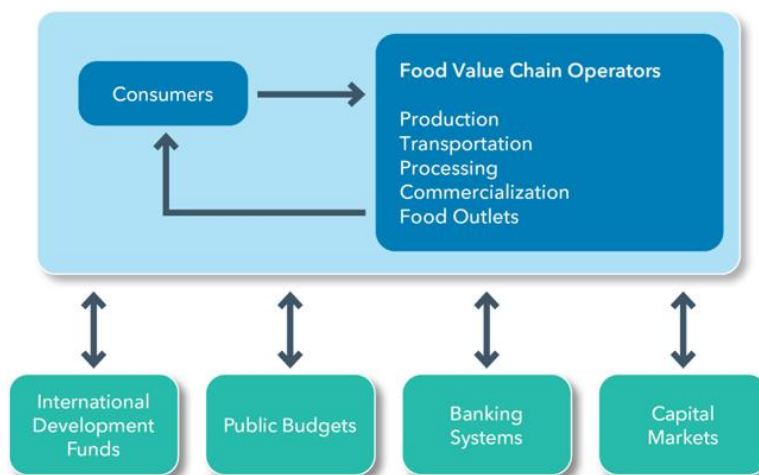 Consumers
Food Value Chain Operators
Production
Transportation
Processing
Commercialization
Food Outlets
International
Development
Funds
Public Budgets
Banking
Systems
Capital
Markets